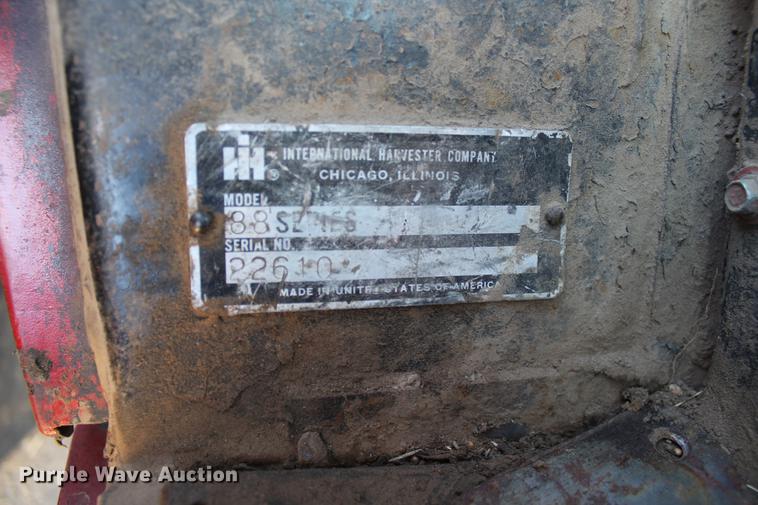 IH® INTERNATIONAL HARVESTER COMPANY
CHICAGO, ILLINOIS
MODEL
88 SERIES
SERIAL NO.
22610
MADE IN UNITED STATES OF AMERICA
Purple Wave Auction